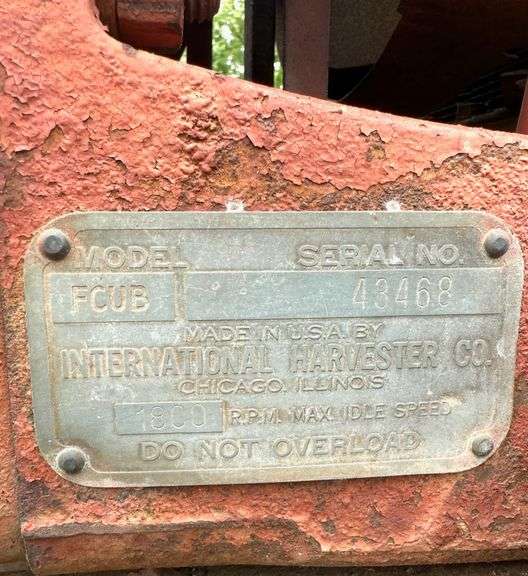 MODEL SERIAL NO.
FCUB 43468
MADE IN U.S.A. BY
INTERNATIONAL HARVESTER CO.
CHICAGO, ILLINOIS
1800 R.P.M. MAX. IDLE SPEED
DO NOT OVERLOAD